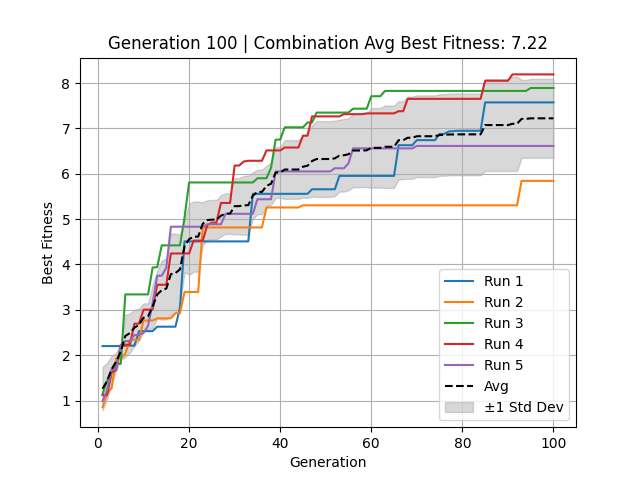 Generation 100 | Combination Avg Best Fitness: 7.22
Best Fitness
8
7
6
5
4
3
2
1
Run 1
Run 2
Run 3
Run 4
Run 5
Avg
±1 Std Dev
0 20 40 60 80 100
Generation